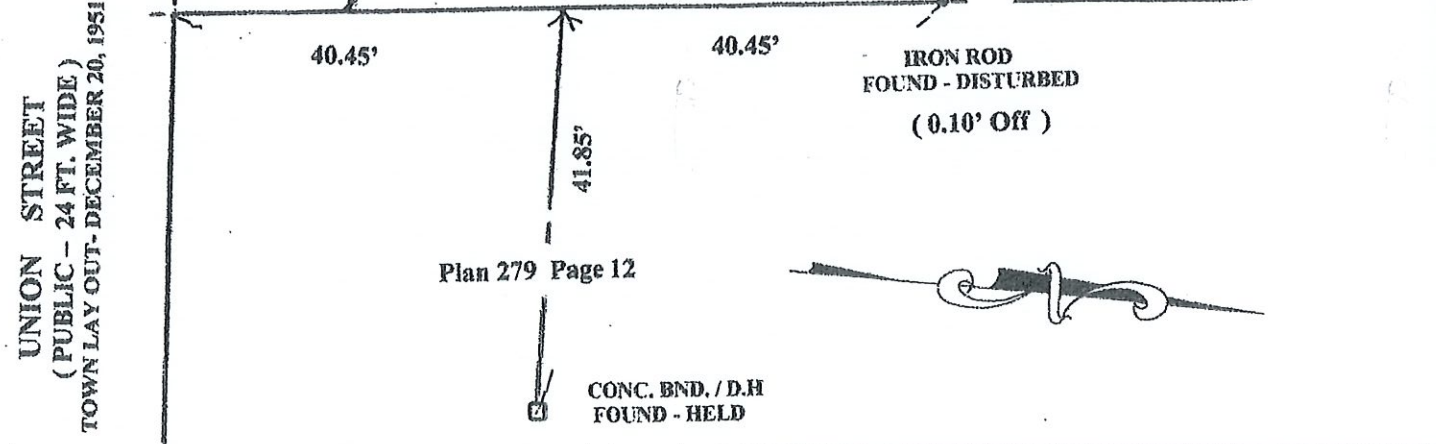 UNION STREET
( PUBLIC – 24 FT. WIDE )
TOWN LAY OUT- DECEMBER 20, 1951
40.45’
40.45’
IRON ROD
FOUND - DISTURBED
( 0.10’ Off )
41.85’
Plan 279 Page 12
CONC. BND. / D.H
FOUND - HELD